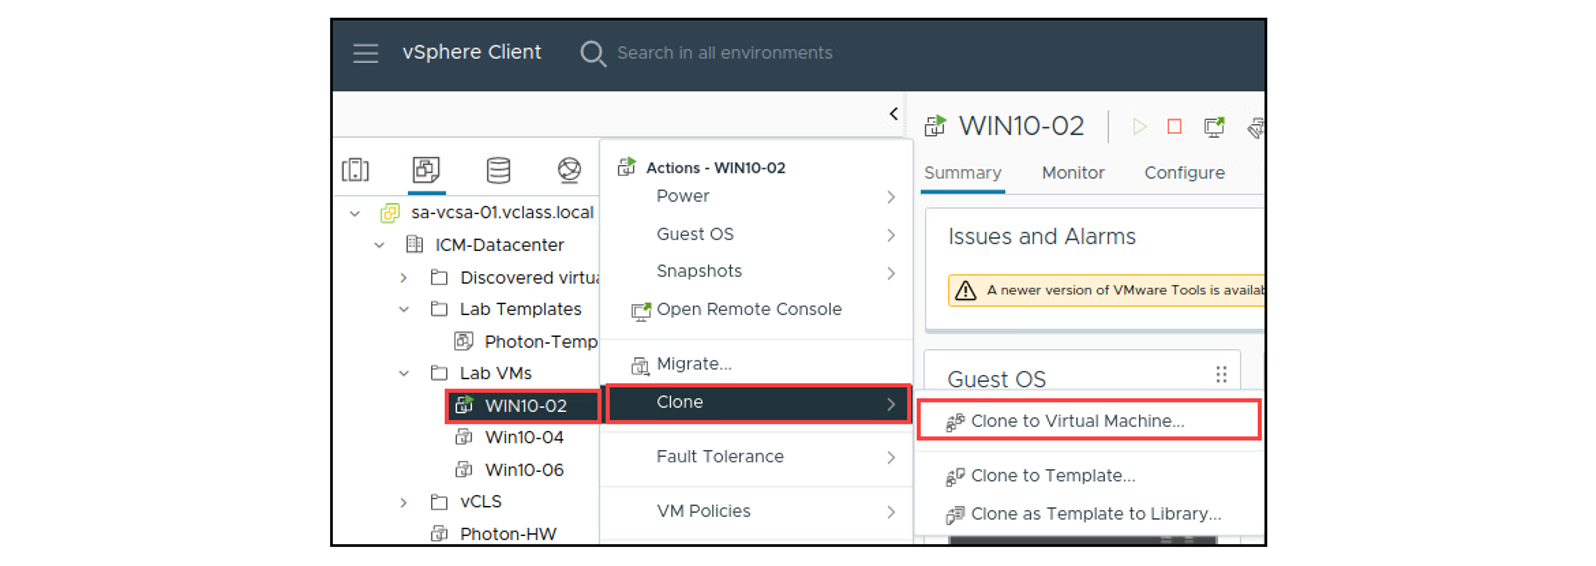 vSphere Client
Search in all environments
WIN10-02
Summary
Monitor
Configure
sa-vcsa-01.vclass.local
ICM-Datacenter
Discovered virtua
Lab Templates
Photon-Temp
Lab VMs
WIN10-02
Win10-04
Win10-06
vCLS
Photon-HW
Actions - WIN10-02
Power
Guest OS
Snapshots
Open Remote Console
Migrate...
Clone
Fault Tolerance
VM Policies
Issues and Alarms
A newer version of VMware Tools is availab
Guest OS
Clone to Virtual Machine...
Clone to Template...
Clone as Template to Library...